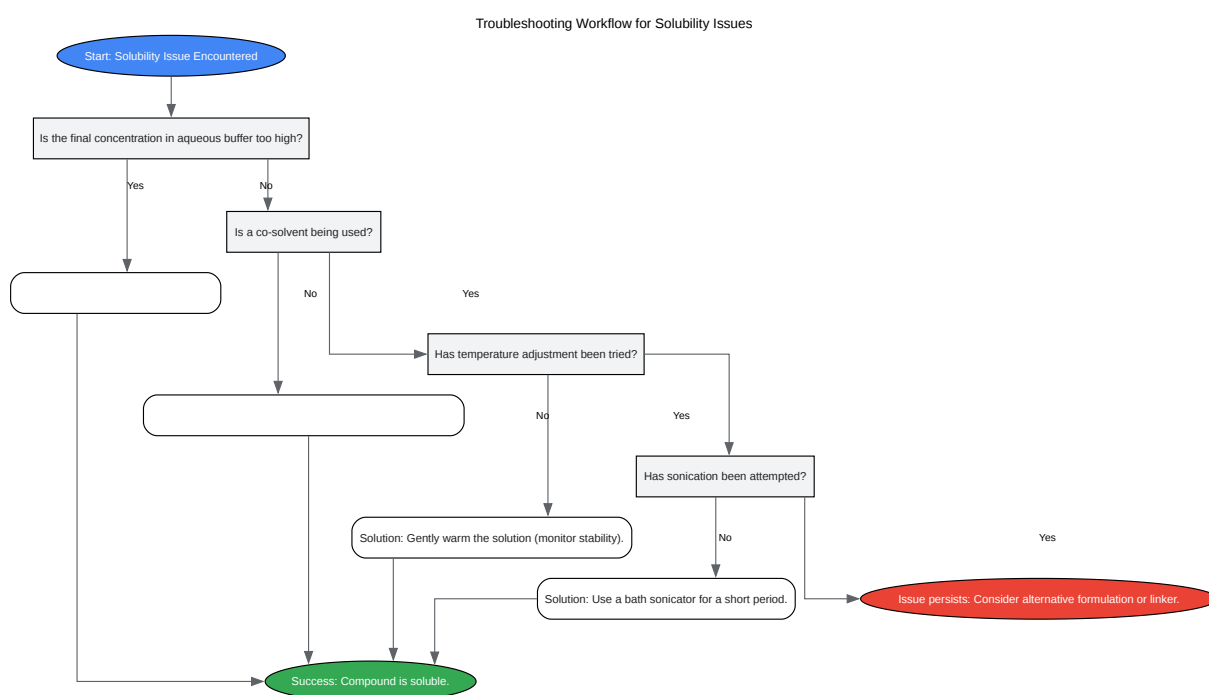 Troubleshooting Workflow for Solubility Issues
Start: Solubility Issue Encountered
Is the final concentration in aqueous buffer too high?
Yes
No
Is a co-solvent being used?
No
Yes
Has temperature adjustment been tried?
No
Yes
Has sonication been attempted?
Solution: Gently warm the solution (monitor stability).
No
Yes
Solution: Use a bath sonicator for a short period.
Issue persists: Consider alternative formulation or linker.
Success: Compound is soluble.